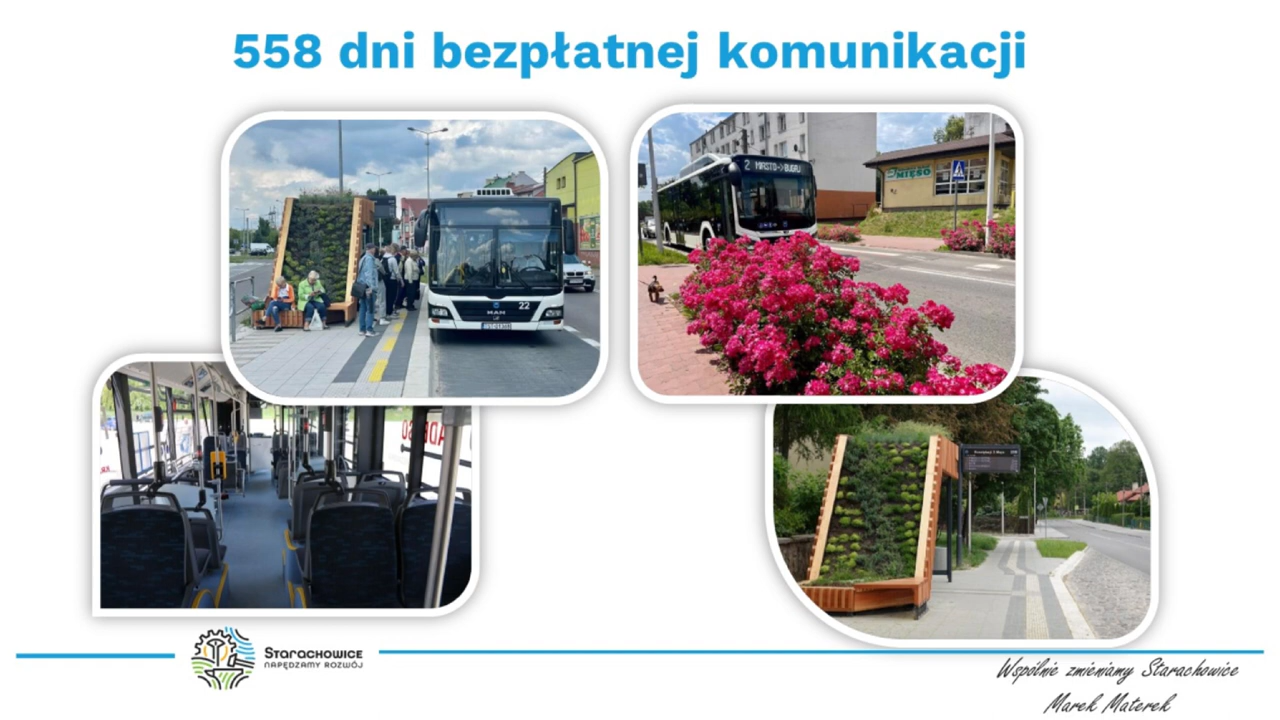 558 dni bezpłatnej komunikacji
22
MAN
2 MIASTO->BUGAJ
MIĘSO
STARACHOWICE
NAPĘDZAMY ROZWÓJ
Wspólnie zmieniamy Starachowice
Marek Materek